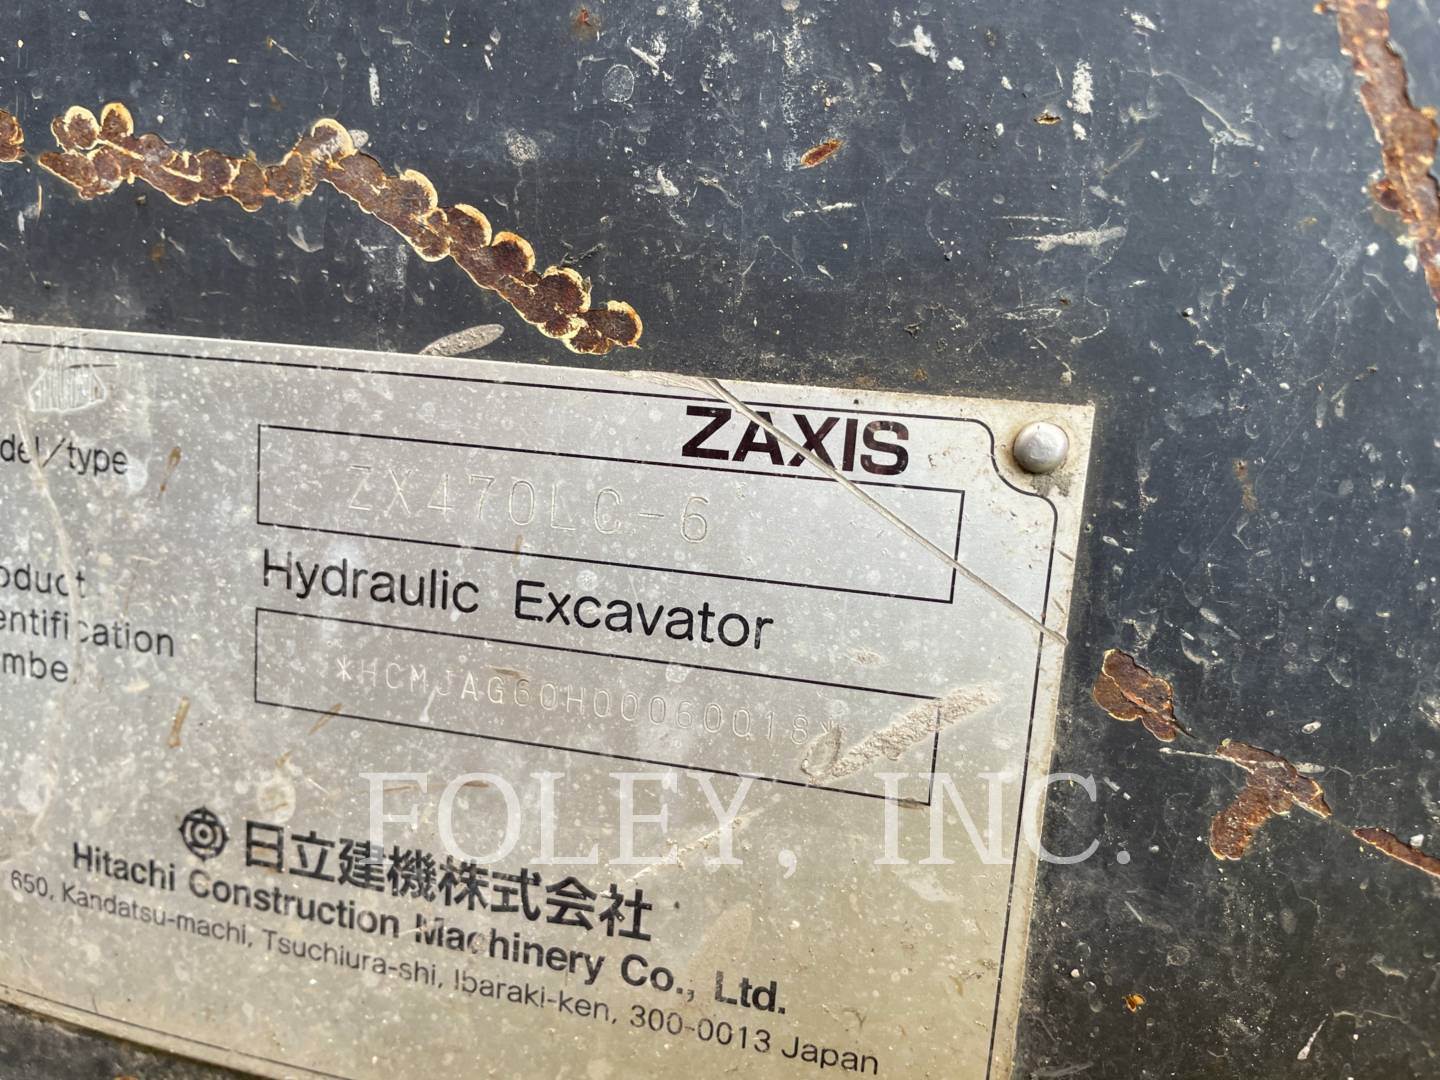 ZAXIS
del/type
ZX470LC-6
Hydraulic Excavator
oduct
entification
mbe
*HCMJAG60H00060018*
日立建機株式会社
Hitachi Construction Machinery Co., Ltd.
650, Kandatsu-machi, Tsuchiura-shi, Ibaraki-ken, 300-0013 Japan
FOLEY, INC.